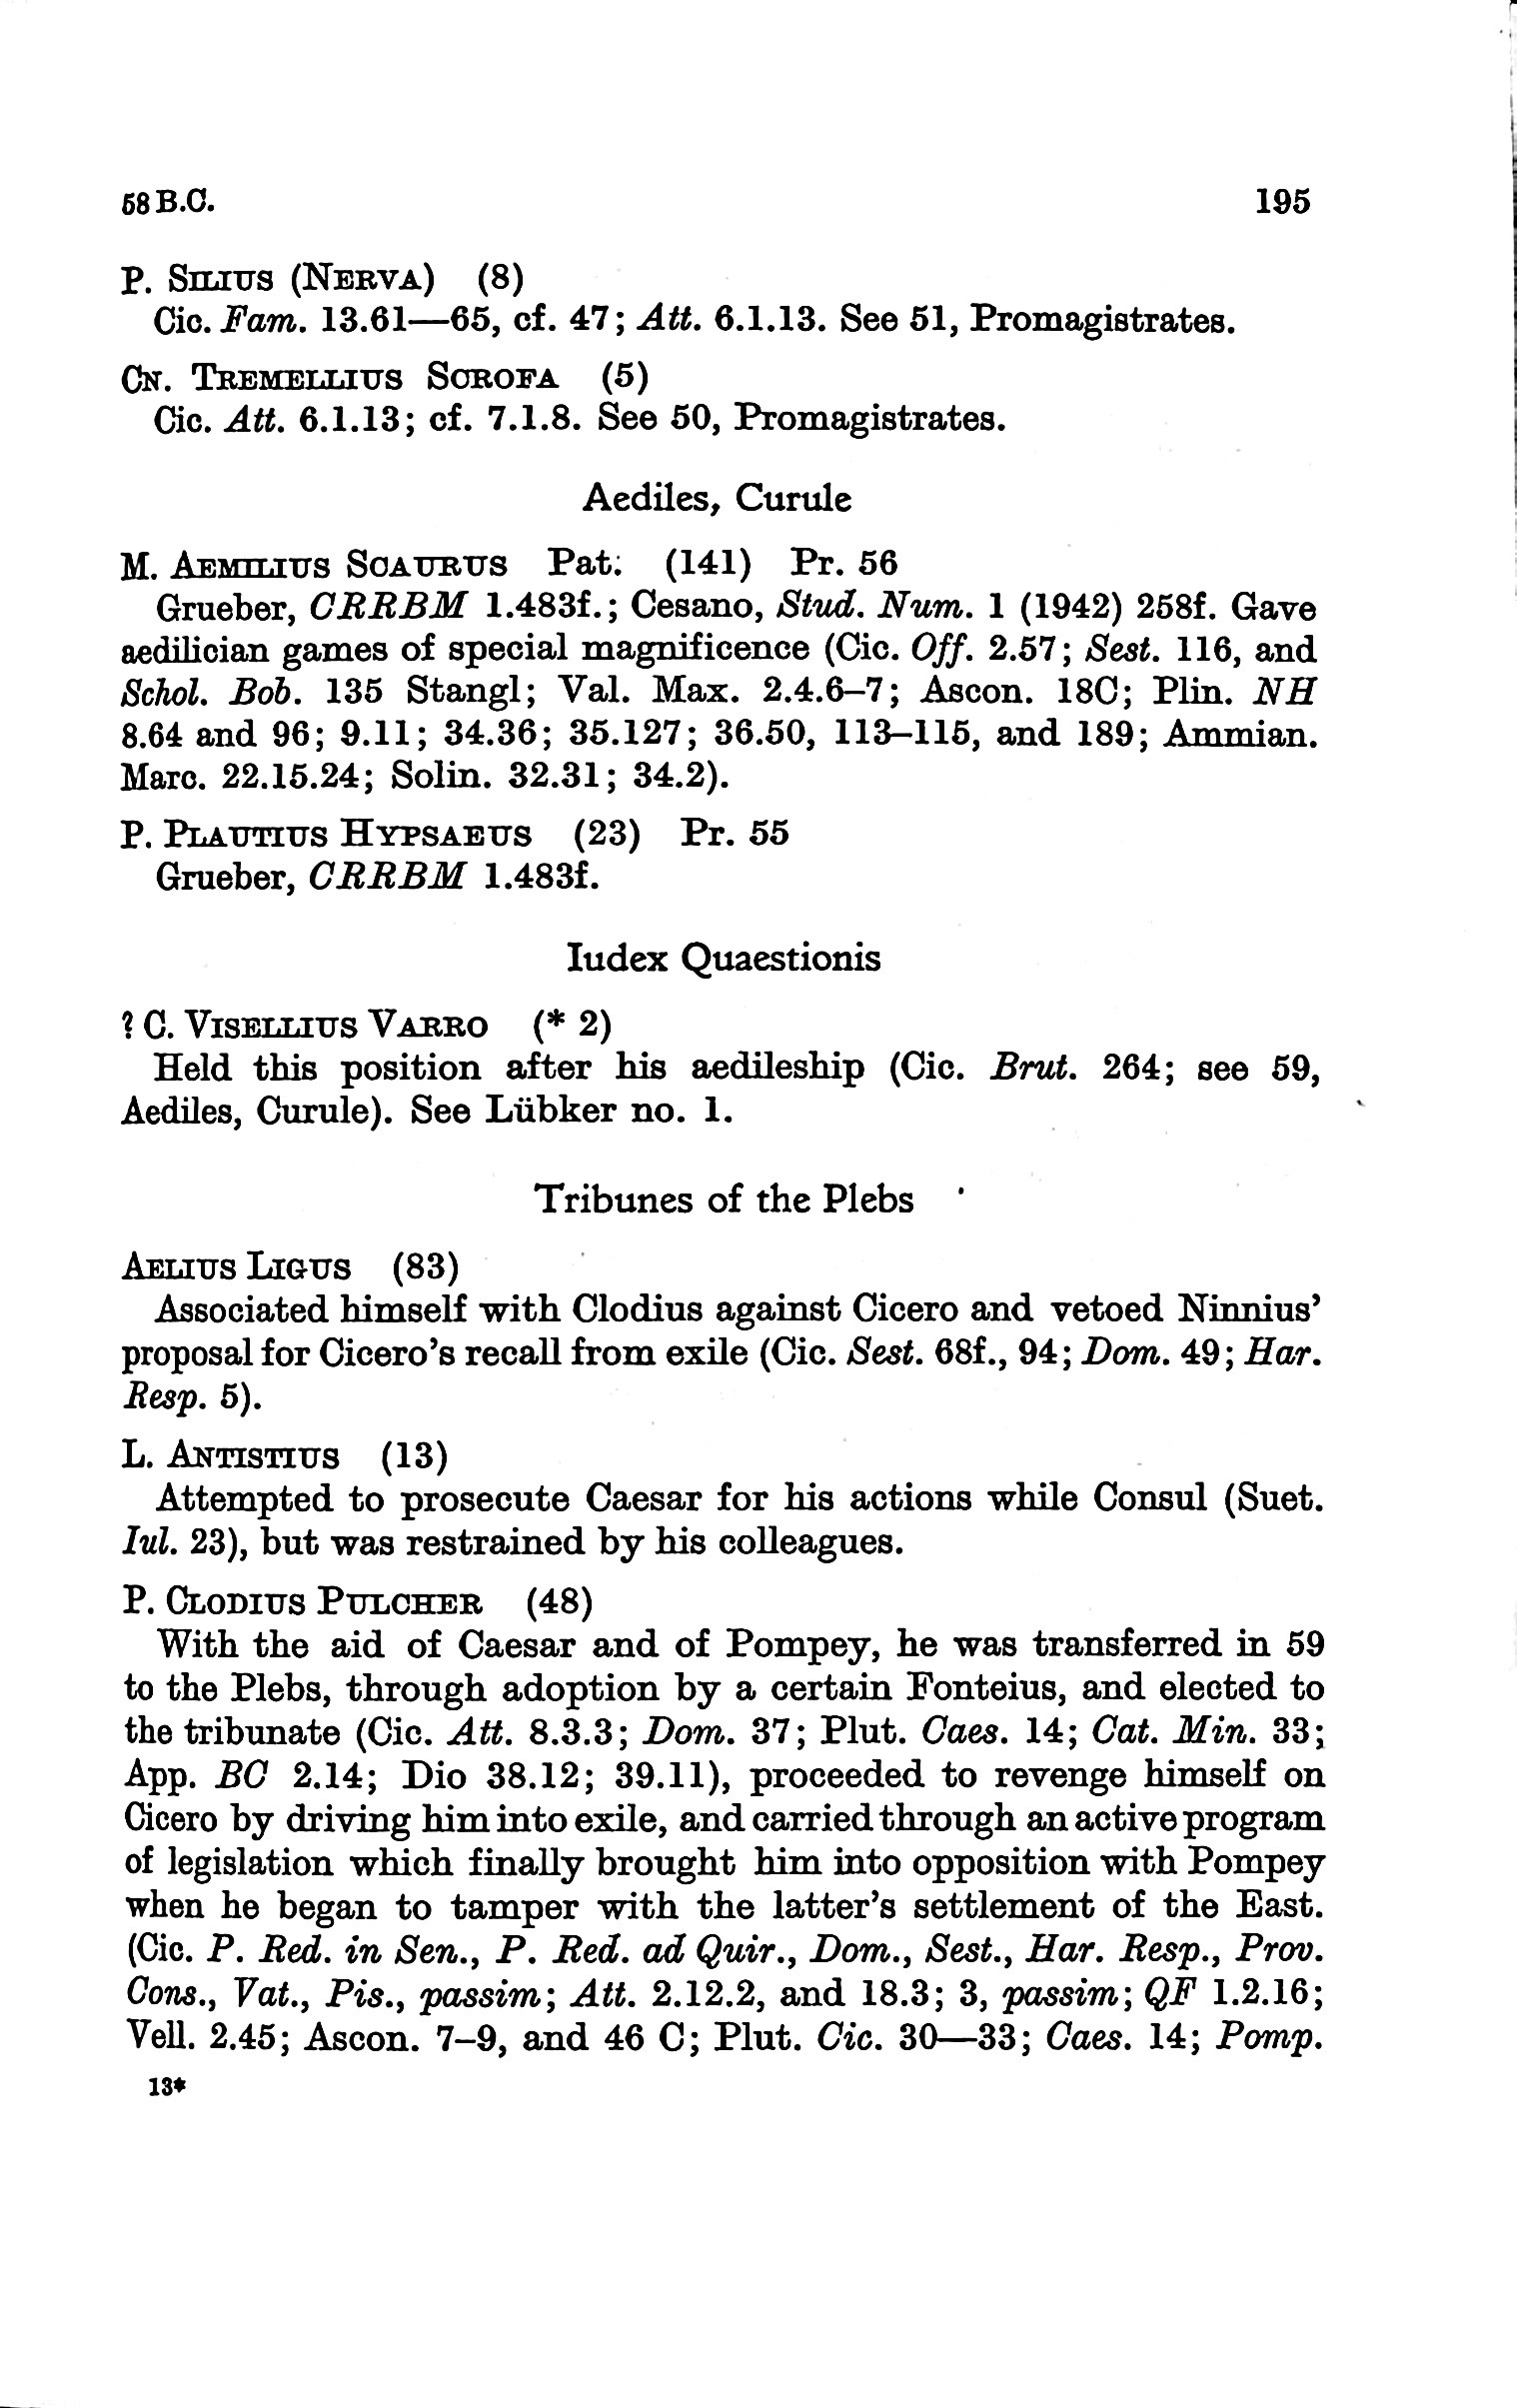 58 B.C. 195
P. SILIUS (NERVA) (8)
Cic. Fam. 13.61—65, cf. 47; Att. 6.1.13. See 51, Promagistrates.
CN. TREMELLIUS SCROFA (5)
Cic. Att. 6.1.13; cf. 7.1.8. See 50, Promagistrates.
Aediles, Curule
M. AEMILIUS SCAURUS Pat. (141) Pr. 56
Grueber, CRRBM 1.483f.; Cesano, Stud. Num. 1 (1942) 258f. Gave
aedilician games of special magnificence (Cic. Off. 2.57; Sest. 116, and
Schol. Bob. 135 Stangl; Val. Max. 2.4.6–7; Ascon. 18C; Plin. NH
8.64 and 96; 9.11; 34.36; 35.127; 36.50, 113–115, and 189; Ammian.
Marc. 22.15.24; Solin. 32.31; 34.2).
P. PLAUTIUS HYPSAEUS (23) Pr. 55
Grueber, CRRBM 1.483f.
Iudex Quaestionis
? C. VISELLIUS VARRO (* 2)
Held this position after his aedileship (Cic. Brut. 264; see 59,
Aediles, Curule). See Lübker no. 1.
Tribunes of the Plebs
AELIUS LIGUS (83)
Associated himself with Clodius against Cicero and vetoed Ninnius’
proposal for Cicero’s recall from exile (Cic. Sest. 68f., 94; Dom. 49; Har.
Resp. 5).
L. ANTISTIUS (13)
Attempted to prosecute Caesar for his actions while Consul (Suet.
Iul. 23), but was restrained by his colleagues.
P. CLODIUS PULCHER (48)
With the aid of Caesar and of Pompey, he was transferred in 59
to the Plebs, through adoption by a certain Fonteius, and elected to
the tribunate (Cic. Att. 8.3.3; Dom. 37; Plut. Caes. 14; Cat. Min. 33;
App. BC 2.14; Dio 38.12; 39.11), proceeded to revenge himself on
Cicero by driving him into exile, and carried through an active program
of legislation which finally brought him into opposition with Pompey
when he began to tamper with the latter’s settlement of the East.
(Cic. P. Red. in Sen., P. Red. ad Quir., Dom., Sest., Har. Resp., Prov.
Cons., Vat., Pis., passim; Att. 2.12.2, and 18.3; 3, passim; QF 1.2.16;
Vell. 2.45; Ascon. 7–9, and 46 C; Plut. Cic. 30—33; Caes. 14; Pomp.
13*